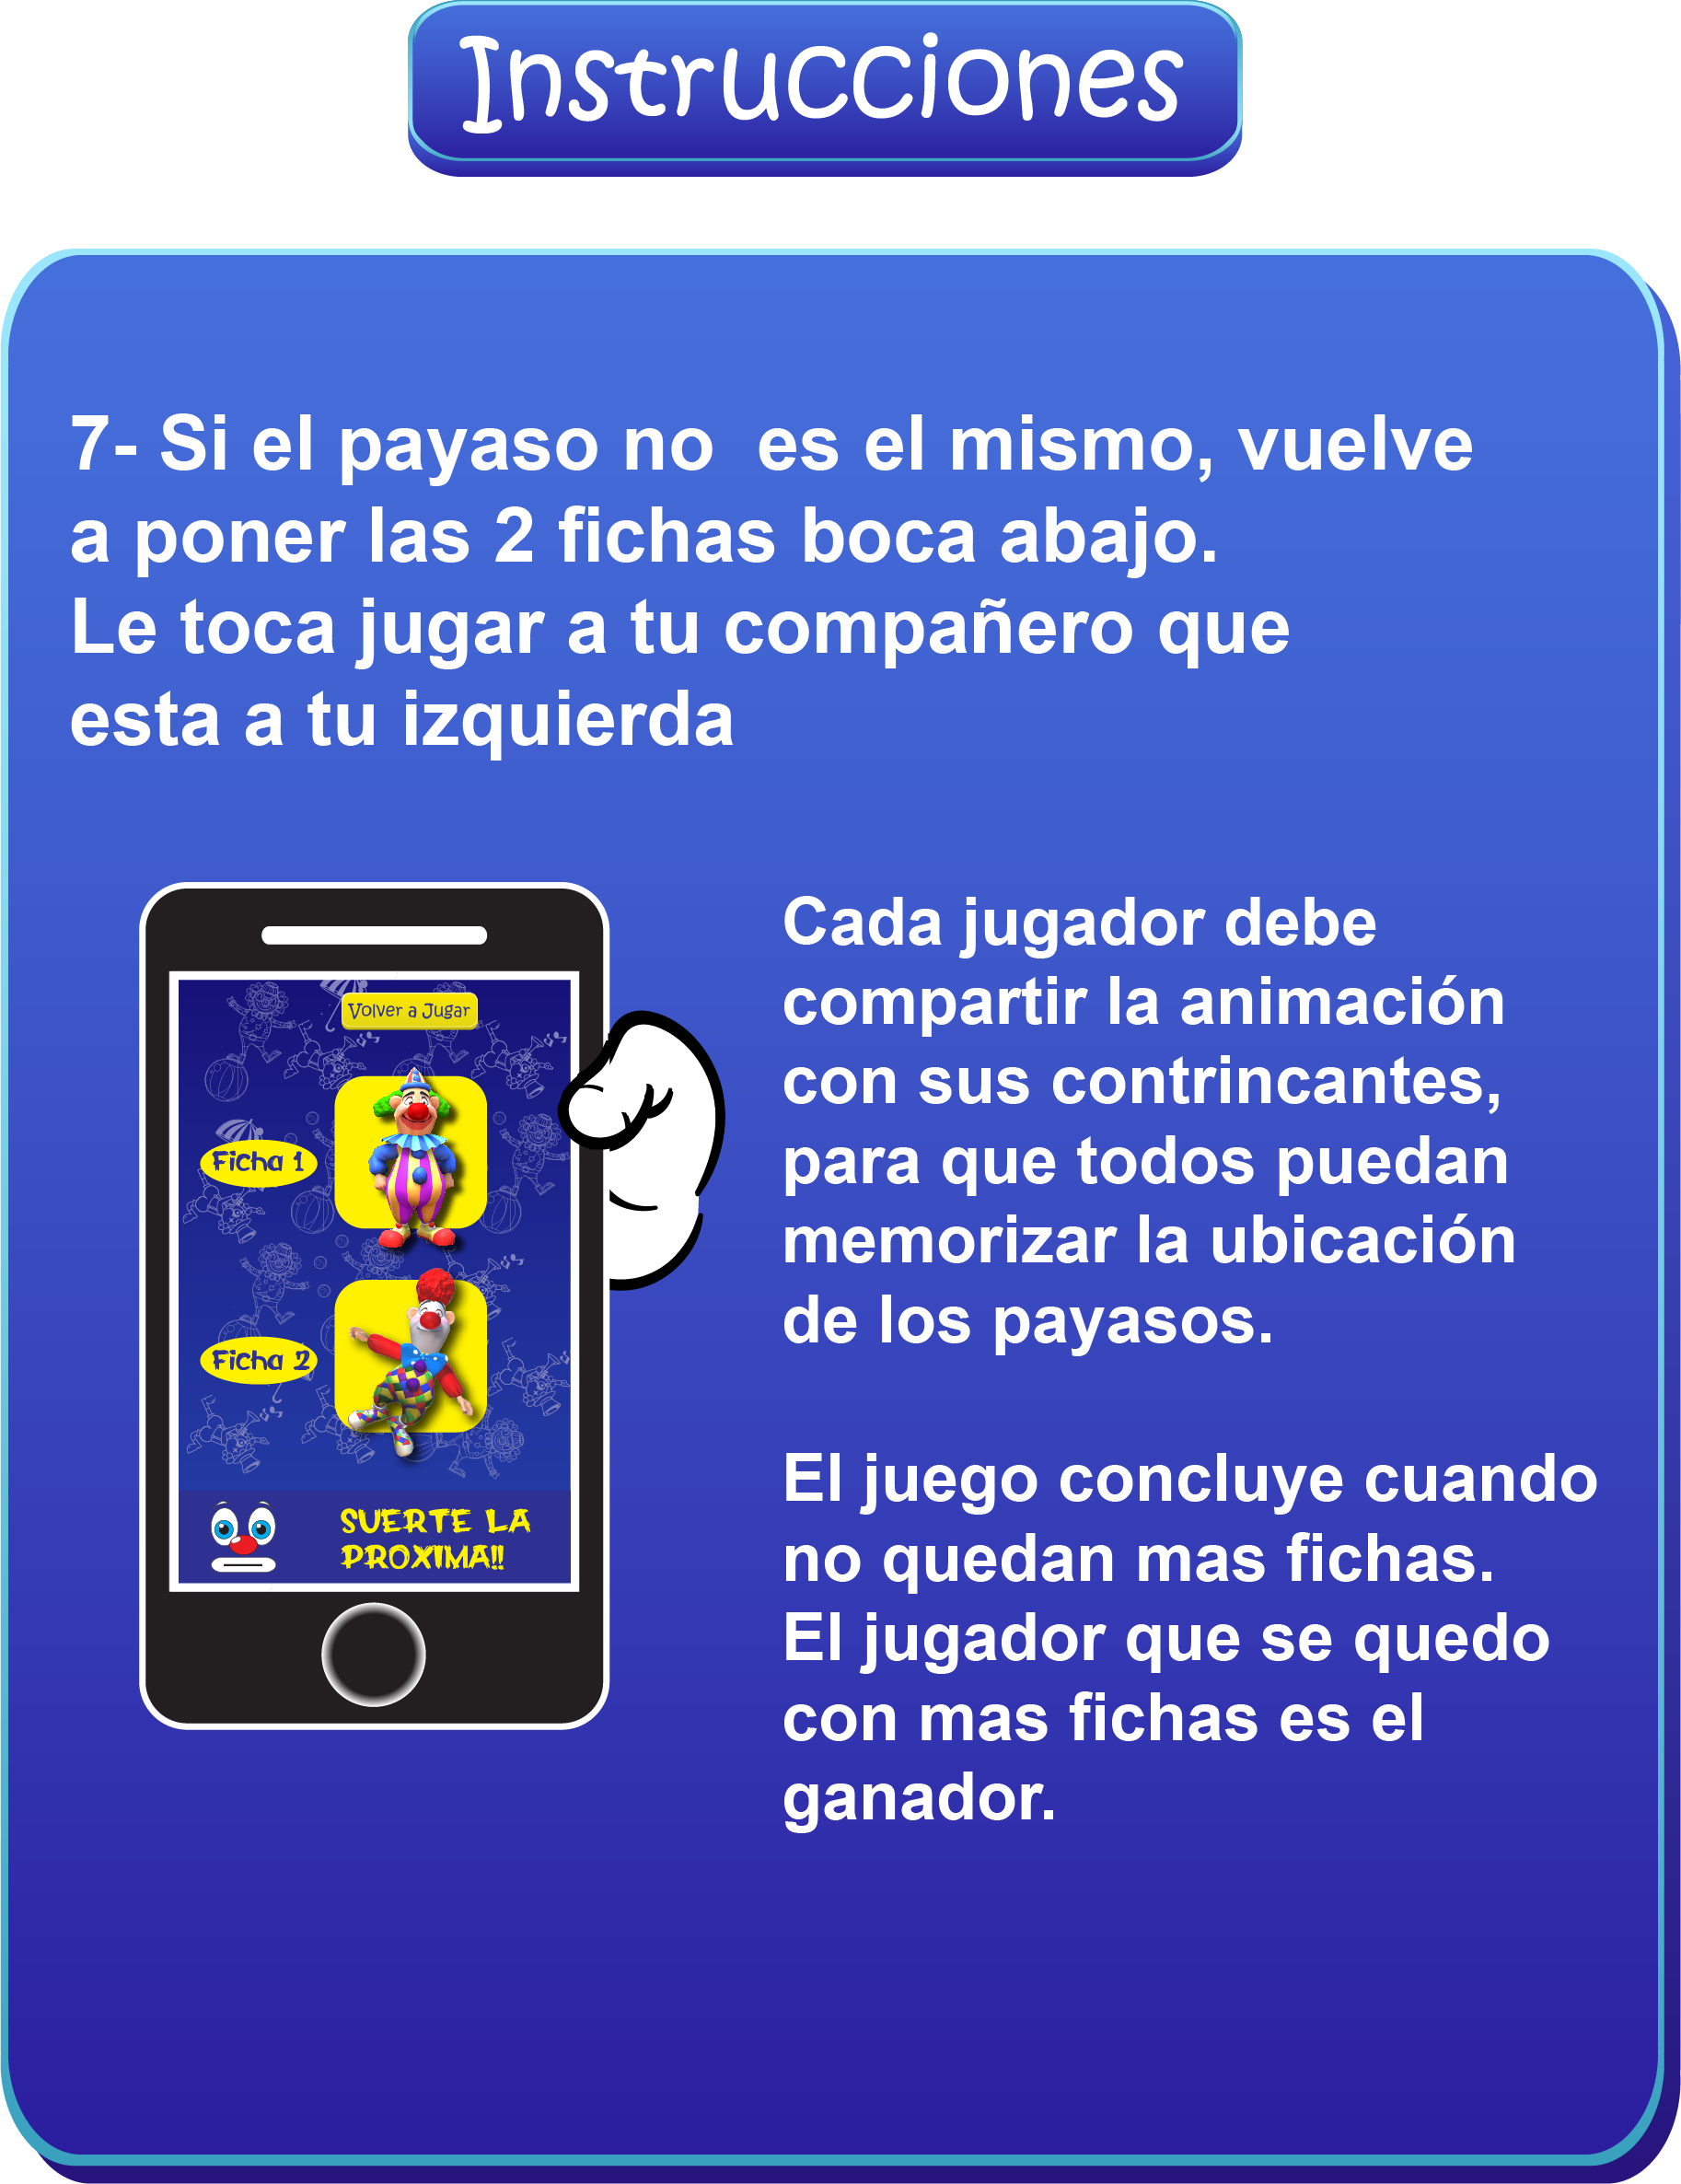 Instrucciones
7- Si el payaso no  es el mismo, vuelve
a poner las 2 fichas boca abajo.
Le toca jugar a tu compañero que
esta a tu izquierda
Volver a Jugar
Ficha 1
Ficha 2
SUERTE LA
PROXIMA!!
Cada jugador debe
compartir la animación
con sus contrincantes,
para que todos puedan
memorizar la ubicación
de los payasos.
El juego concluye cuando
no quedan mas fichas.
El jugador que se quedo
con mas fichas es el
ganador.